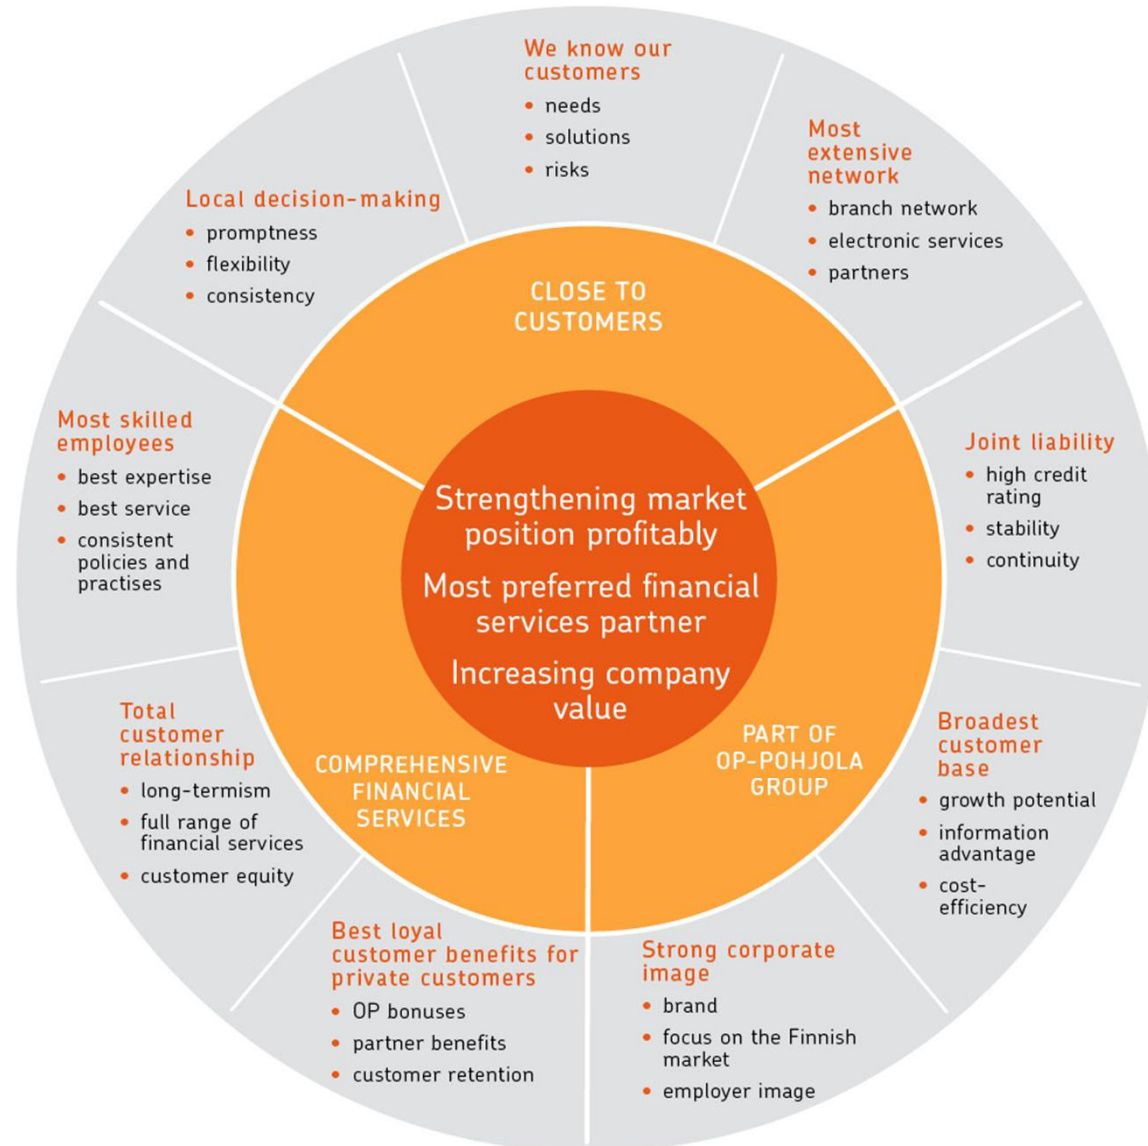 We know our
customers
• needs
• solutions
• risks
Most
extensive
network
• branch network
• electronic services
• partners
Local decision-making
• promptness
• flexibility
• consistency
CLOSE TO
CUSTOMERS
Most skilled
employees
• best expertise
• best service
• consistent
policies and
practises
Joint liability
• high credit
rating
• stability
• continuity
Strengthening market
position profitably
Most preferred financial
services partner
Increasing company
value
Total
customer
relationship
• long-termism
• full range of
financial services
• customer equity
COMPREHENSIVE
FINANCIAL
SERVICES
PART OF
OP-POHJOLA
GROUP
Broadest
customer
base
• growth potential
• information
advantage
• cost-
efficiency
Best loyal
customer benefits for
private customers
• OP bonuses
• partner benefits
• customer retention
Strong corporate
image
• brand
• focus on the Finnish
market
• employer image